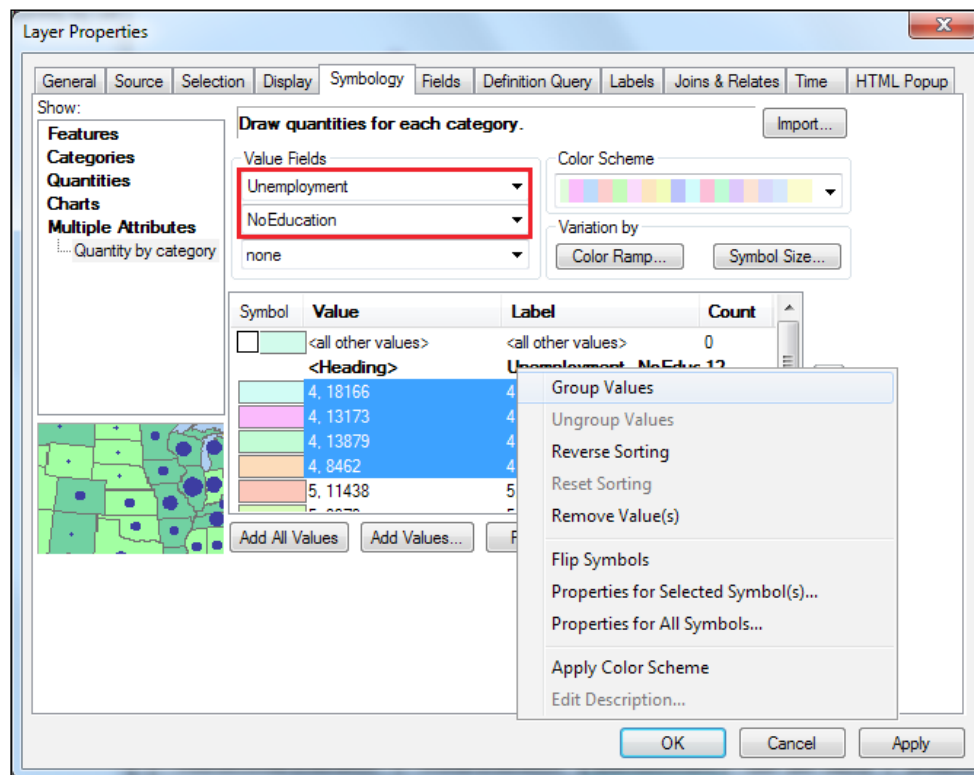 Layer Properties
General Source Selection Display Symbology Fields Definition Query Labels Joins & Relates Time HTML Popup
Show:
Features
Categories
Quantities
Charts
Multiple Attributes
Quantity by category
Draw quantities for each category.
Import...
Value Fields
Unemployment
NoEducation
none
Color Scheme
Variation by
Color Ramp... Symbol Size...
Symbol Value Label Count
<all other values> <all other values> 0
<Heading> 12
4, 18166 4
4, 13173 4
4, 13879 4
4, 8462 4
5, 11438 5
Add All Values Add Values...
Group Values
Ungroup Values
Reverse Sorting
Reset Sorting
Remove Value(s)
Flip Symbols
Properties for Selected Symbol(s)...
Properties for All Symbols...
Apply Color Scheme
Edit Description...
OK Cancel Apply